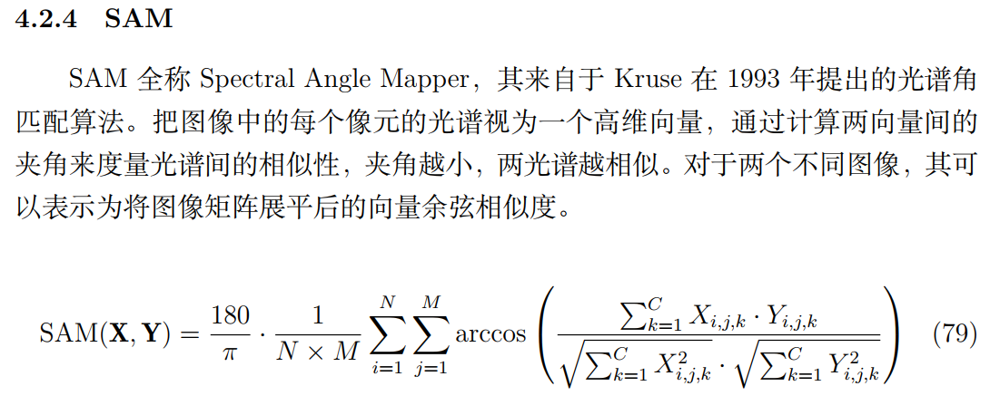 4.2.4 SAM
SAM 全称 Spectral Angle Mapper，其来自于 Kruse 在 1993 年提出的光谱角
匹配算法。把图像中的每个像元的光谱视为一个高维向量，通过计算两向量间的
夹角来度量光谱间的相似性，夹角越小，两光谱越相似。对于两个不同图像，其可
以表示为将图像矩阵展平后的向量余弦相似度。
$\text{SAM}(\mathbf{X}, \mathbf{Y}) = \frac{180}{\pi} \cdot \frac{1}{N \times M} \sum_{i=1}^{N} \sum_{j=1}^{M} \arccos \left( \frac{\sum_{k=1}^{C} X_{i,j,k} \cdot Y_{i,j,k}}{\sqrt{\sum_{k=1}^{C} X_{i,j,k}^2} \cdot \sqrt{\sum_{k=1}^{C} Y_{i,j,k}^2}} \right)$ (79)